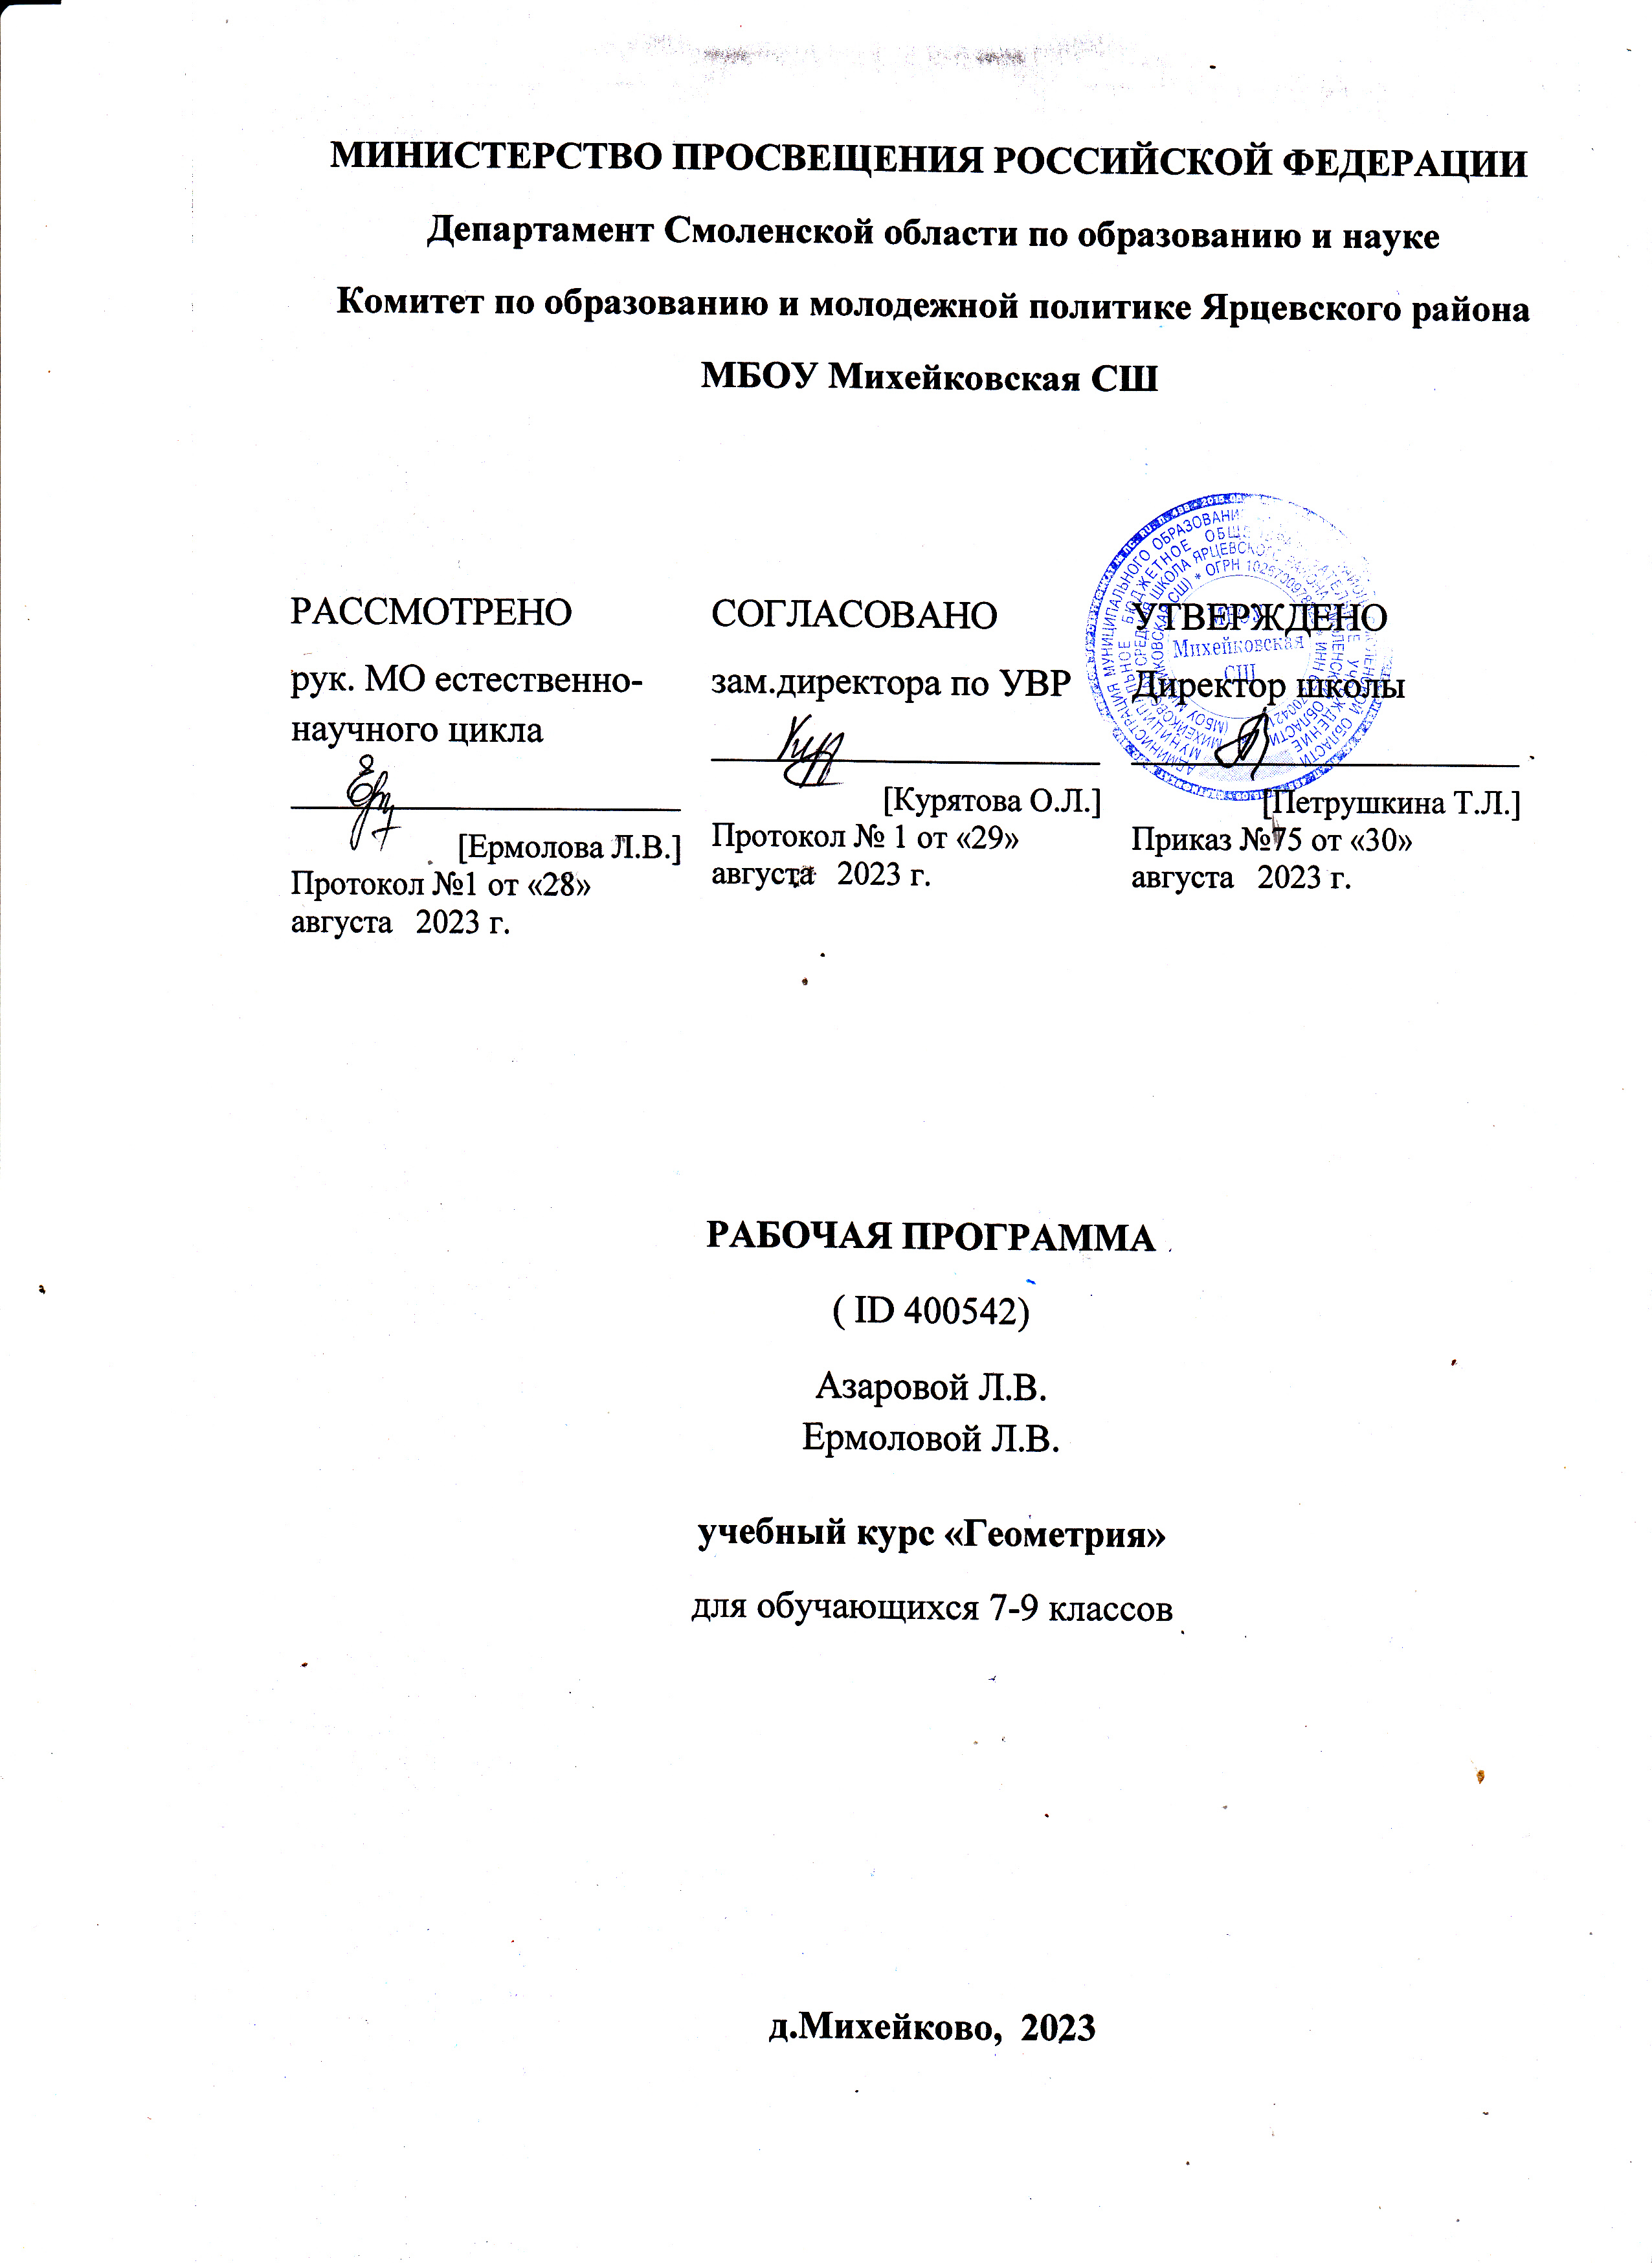 МИНИСТЕРСТВО ПРОСВЕЩЕНИЯ РОССИЙСКОЙ ФЕДЕРАЦИИ
Департамент Смоленской области по образованию и науке
Комитет по образованию и молодежной политике Ярцевского района
МБОУ Михейковская СШ
РАССМОТРЕНО
рук. МО естественно-
научного цикла
[Ермолова Л.В.]
Протокол №1 от «28»
августа 2023 г.
СОГЛАСОВАНО
зам.директора по УВР
[Курятова О.Л.]
Протокол № 1 от «29»
августа 2023 г.
УТВЕРЖДЕНО
Директор школы
[Петрушкина Т.Л.]
Приказ №75 от «30»
августа 2023 г.
МБОУ
Михейковская
СШ
РАБОЧАЯ ПРОГРАММА
( ID 400542)
Азаровой Л.В.
Ермоловой Л.В.
учебный курс «Геометрия»
для обучающихся 7-9 классов
д.Михейково, 2023